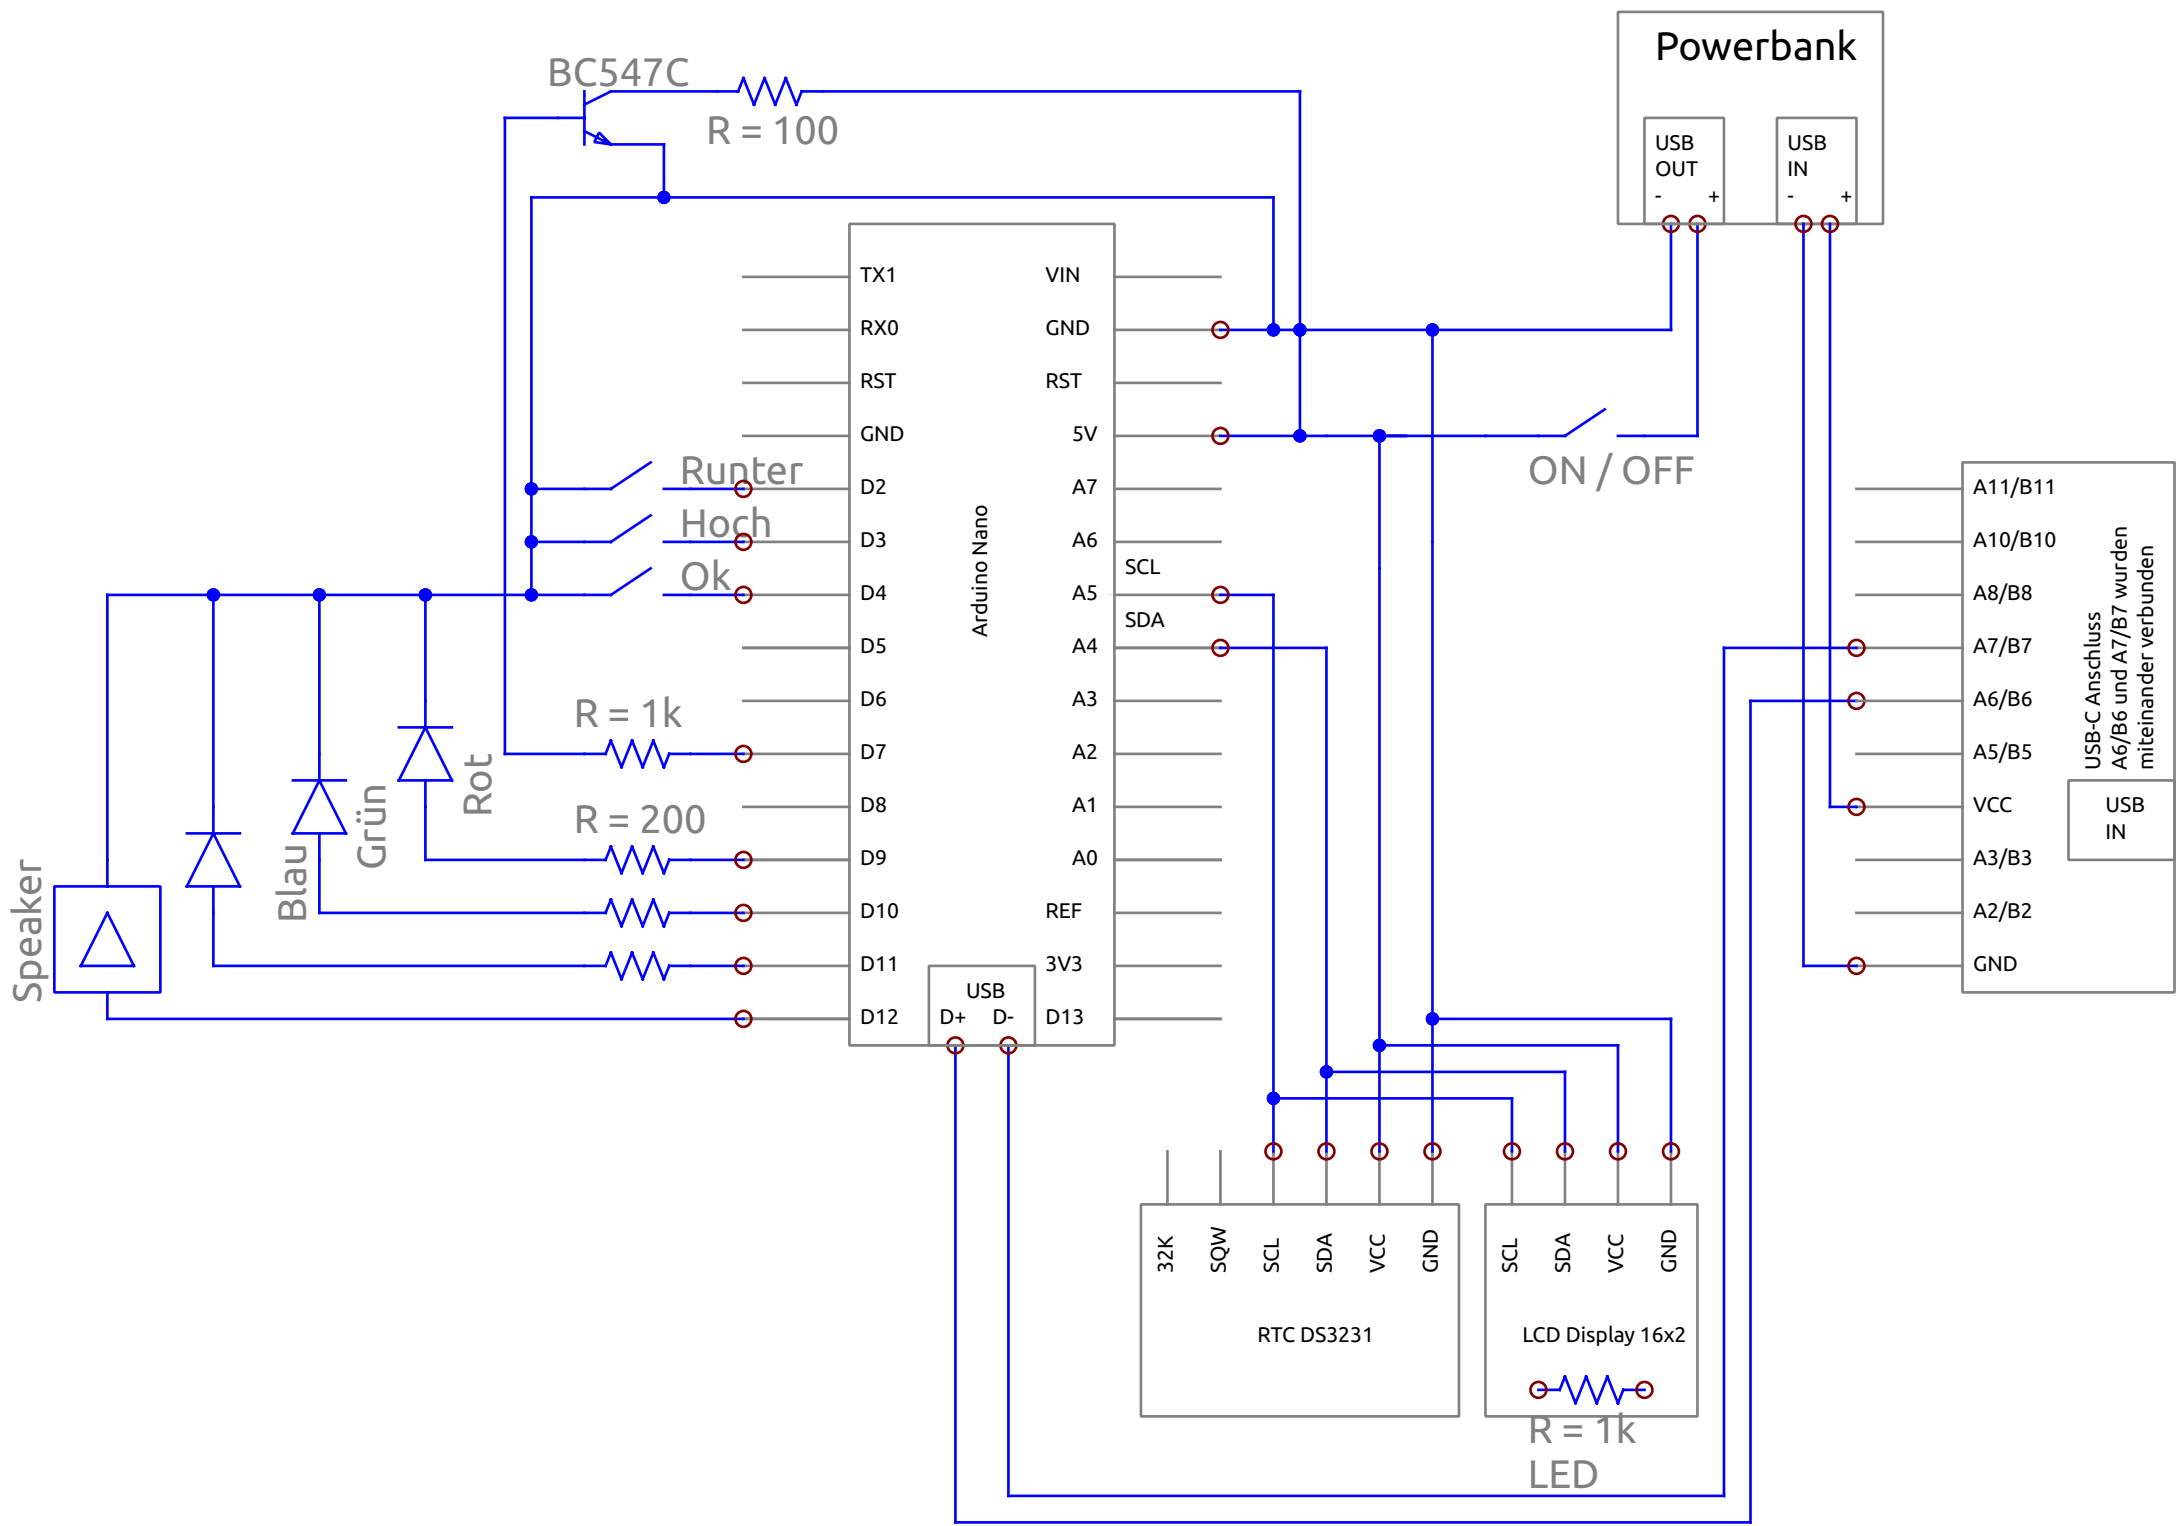 BC547C
R = 100
Powerbank
USB
OUT
- +
USB
IN
- +
TX1
RX0
RST
GND
D2
D3
D4
D5
D6
D7
D8
D9
D10
D11
D12
VIN
GND
RST
5V
A7
A6
SCL
A5
SDA
A4
A3
A2
A1
A0
REF
3V3
D13
Arduino Nano
USB
D+ D-
Runter
Hoch
Ok
R = 1k
R = 200
Rot
Grün
Blau
Speaker
ON / OFF
A11/B11
A10/B10
A8/B8
A7/B7
A6/B6
A5/B5
VCC
A3/B3
A2/B2
GND
USB-C Anschluss
A6/B6 und A7/B7 wurden
miteinander verbunden
USB
IN
32K
SQW
SCL
SDA
VCC
GND
RTC DS3231
SCL
SDA
VCC
GND
LCD Display 16x2
R = 1k
LED